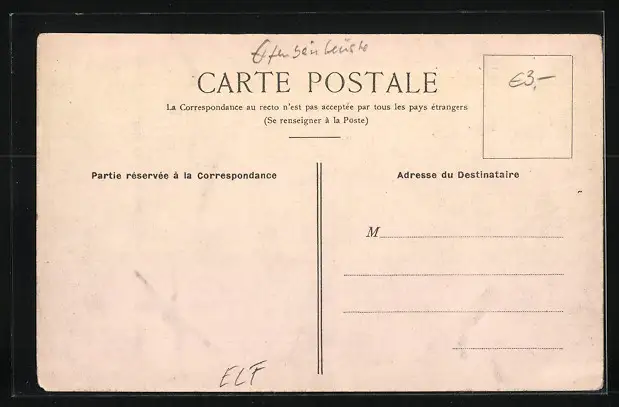 Elfenbeinküste
CARTE POSTALE
€3,-
La Correspondance au recto n'est pas acceptée par tous les pays étrangers
(Se renseigner à la Poste)
Partie réservée à la Correspondance
Adresse du Destinataire
M
ELF